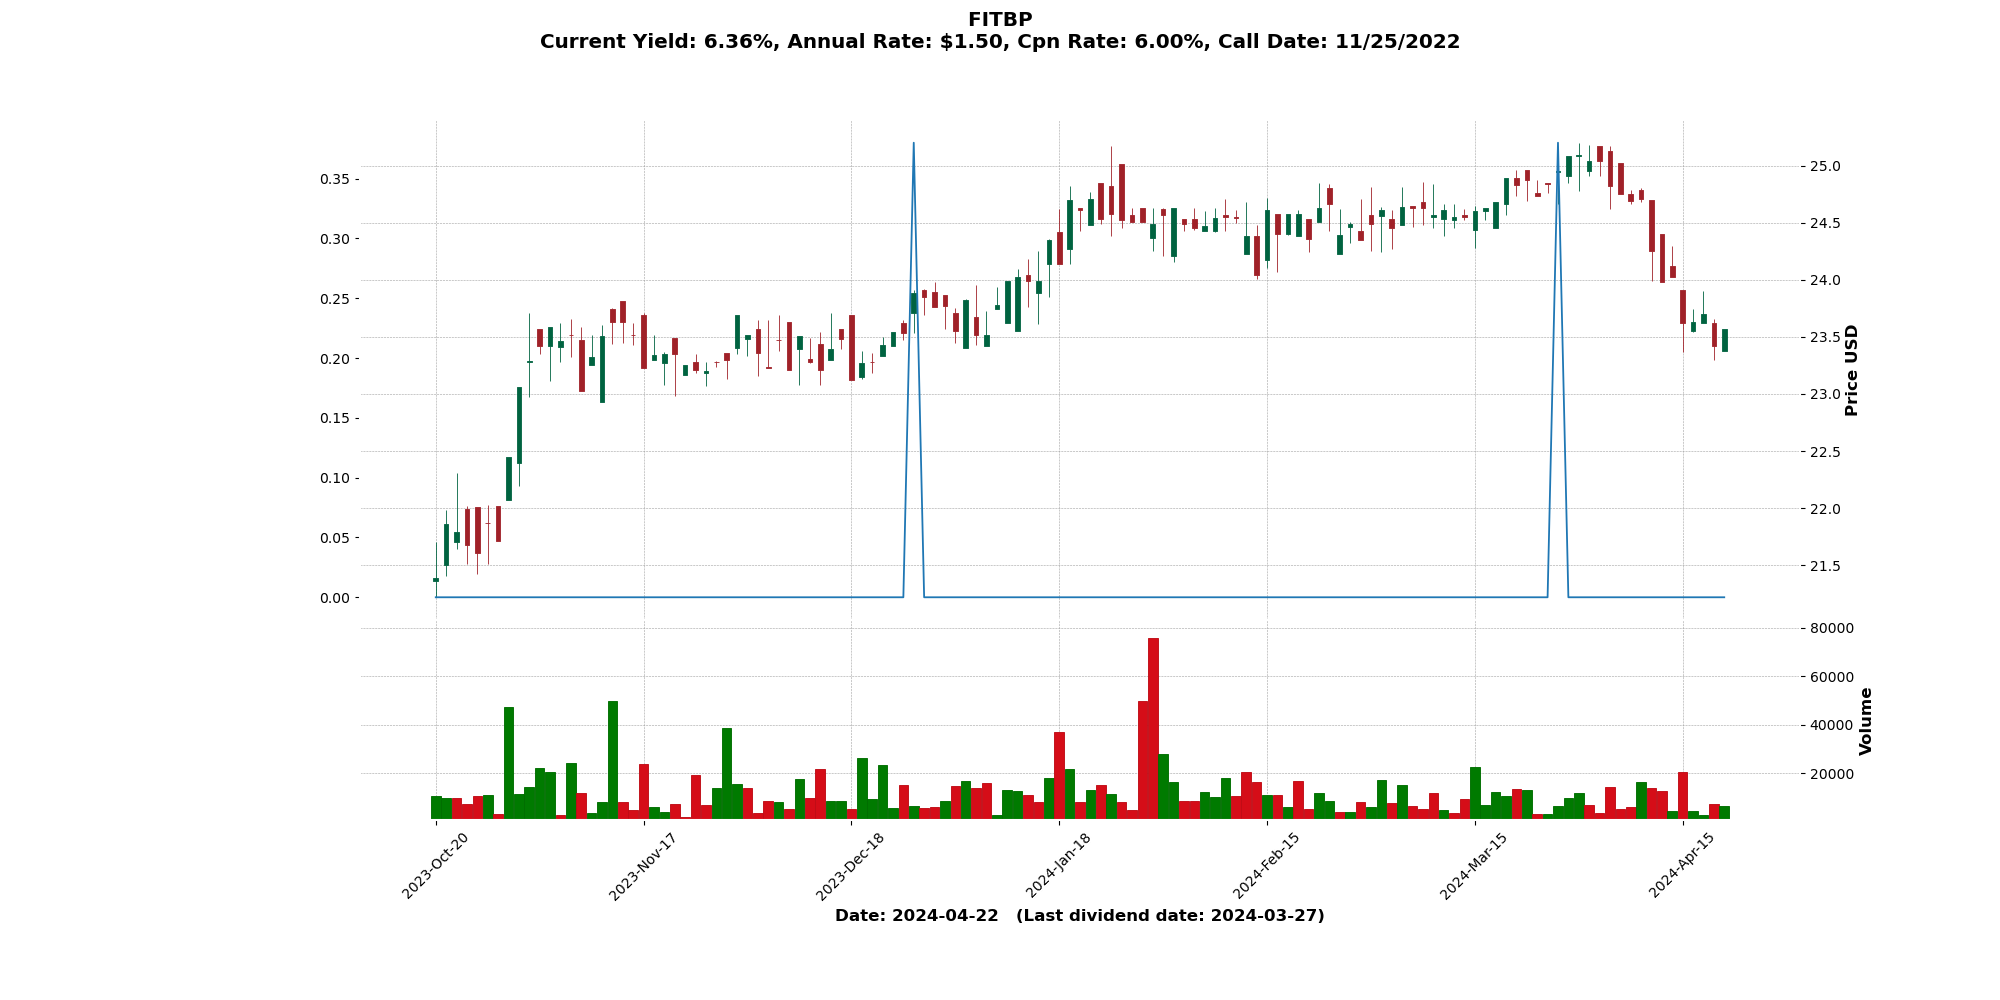 FITBP
Current Yield: 6.36%, Annual Rate: $1.50, Cpn Rate: 6.00%, Call Date: 11/25/2022
0.35
0.30
0.25
0.20
0.15
0.10
0.05
0.00
25.0
24.5
24.0
23.5
23.0
22.5
22.0
21.5
Price USD
80000
60000
40000
20000
Volume
2023-Oct-20
2023-Nov-17
2023-Dec-18
2024-Jan-18
2024-Feb-15
2024-Mar-15
2024-Apr-15
Date: 2024-04-22   (Last dividend date: 2024-03-27)